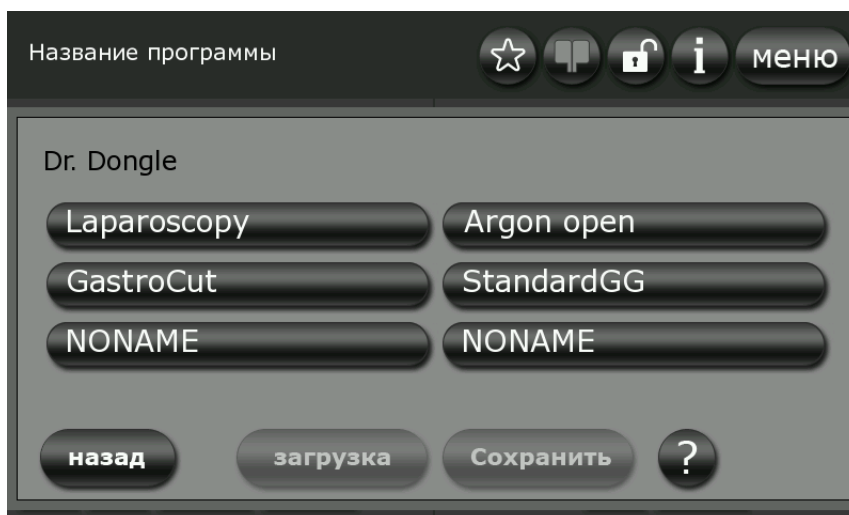 Название программы
i меню
Dr. Dongle
Laparoscopy Argon open
GastroCut StandardGG
NONAME NONAME
назад загрузка Сохранить ?